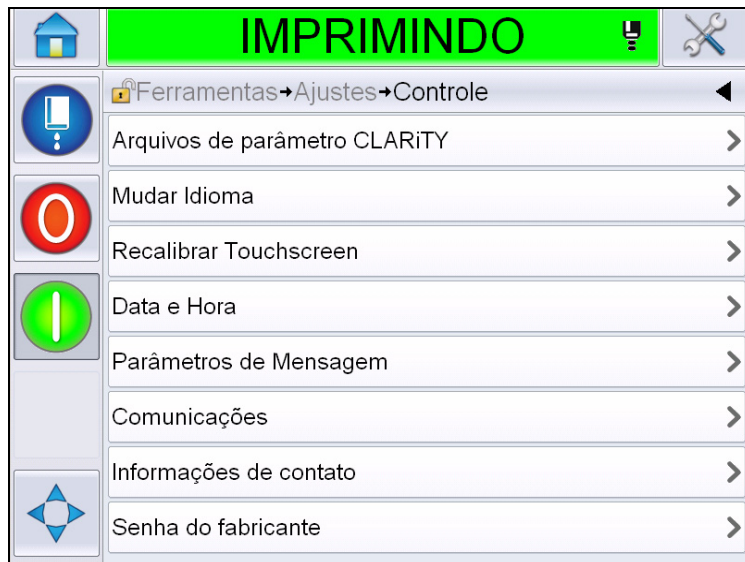 IMPRIMINDO
Ferramentas→Ajustes→Controle
Arquivos de parâmetro CLARiTY
Mudar Idioma
Recalibrar Touchscreen
Data e Hora
Parâmetros de Mensagem
Comunicações
Informações de contato
Senha do fabricante